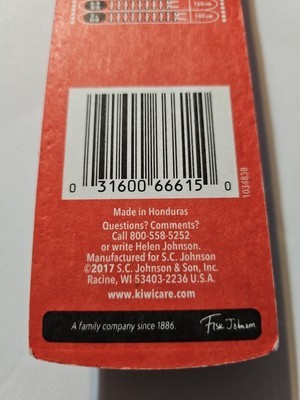 0 31600 66615 0
1034838
Made in Honduras
Questions? Comments?
Call 800-558-5252
or write Helen Johnson.
Manufactured for S.C. Johnson
©2017 S.C. Johnson & Son, Inc.
Racine, WI 53403-2236 U.S.A.
www.kiwicare.com
A family company since 1886.
Fisk Johnson